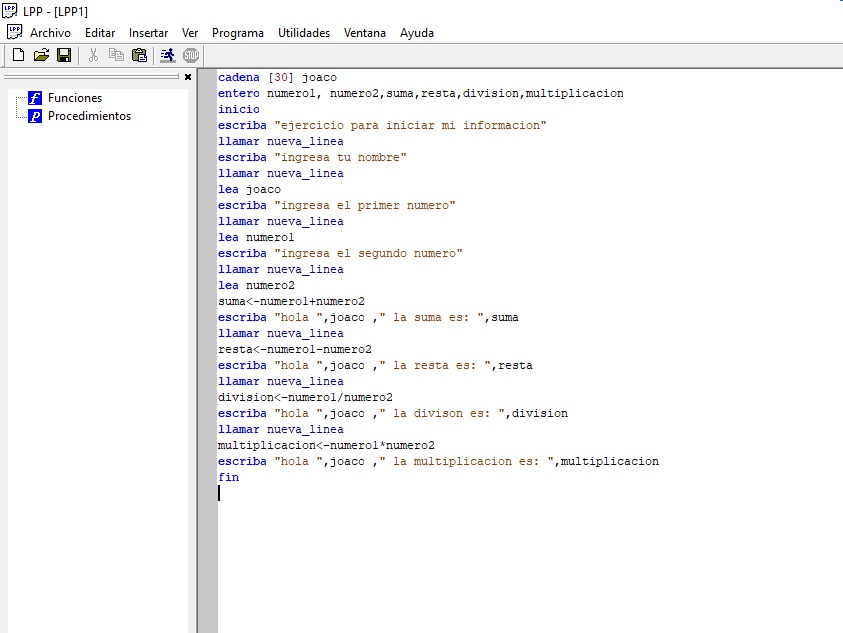 LPP - [LPP1]
Archivo Editar Insertar Ver Programa Utilidades Ventana Ayuda
STOP
Funciones
Procedimientos
cadena [30] joaco
entero numero1, numero2,suma,resta,division,multiplicacion
inicio
escriba "ejercicio para iniciar mi informacion"
llamar nueva_linea
escriba "ingresa tu nombre"
llamar nueva_linea
lea joaco
escriba "ingresa el primer numero"
llamar nueva_linea
lea numero1
escriba "ingresa el segundo numero"
llamar nueva_linea
lea numero2
suma<-numero1+numero2
escriba "hola ",joaco ," la suma es: ",suma
llamar nueva_linea
resta<-numero1-numero2
escriba "hola ",joaco ," la resta es: ",resta
llamar nueva_linea
division<-numero1/numero2
escriba "hola ",joaco ," la divison es: ",division
llamar nueva_linea
multiplicacion<-numero1*numero2
escriba "hola ",joaco ," la multiplicacion es: ",multiplicacion
fin